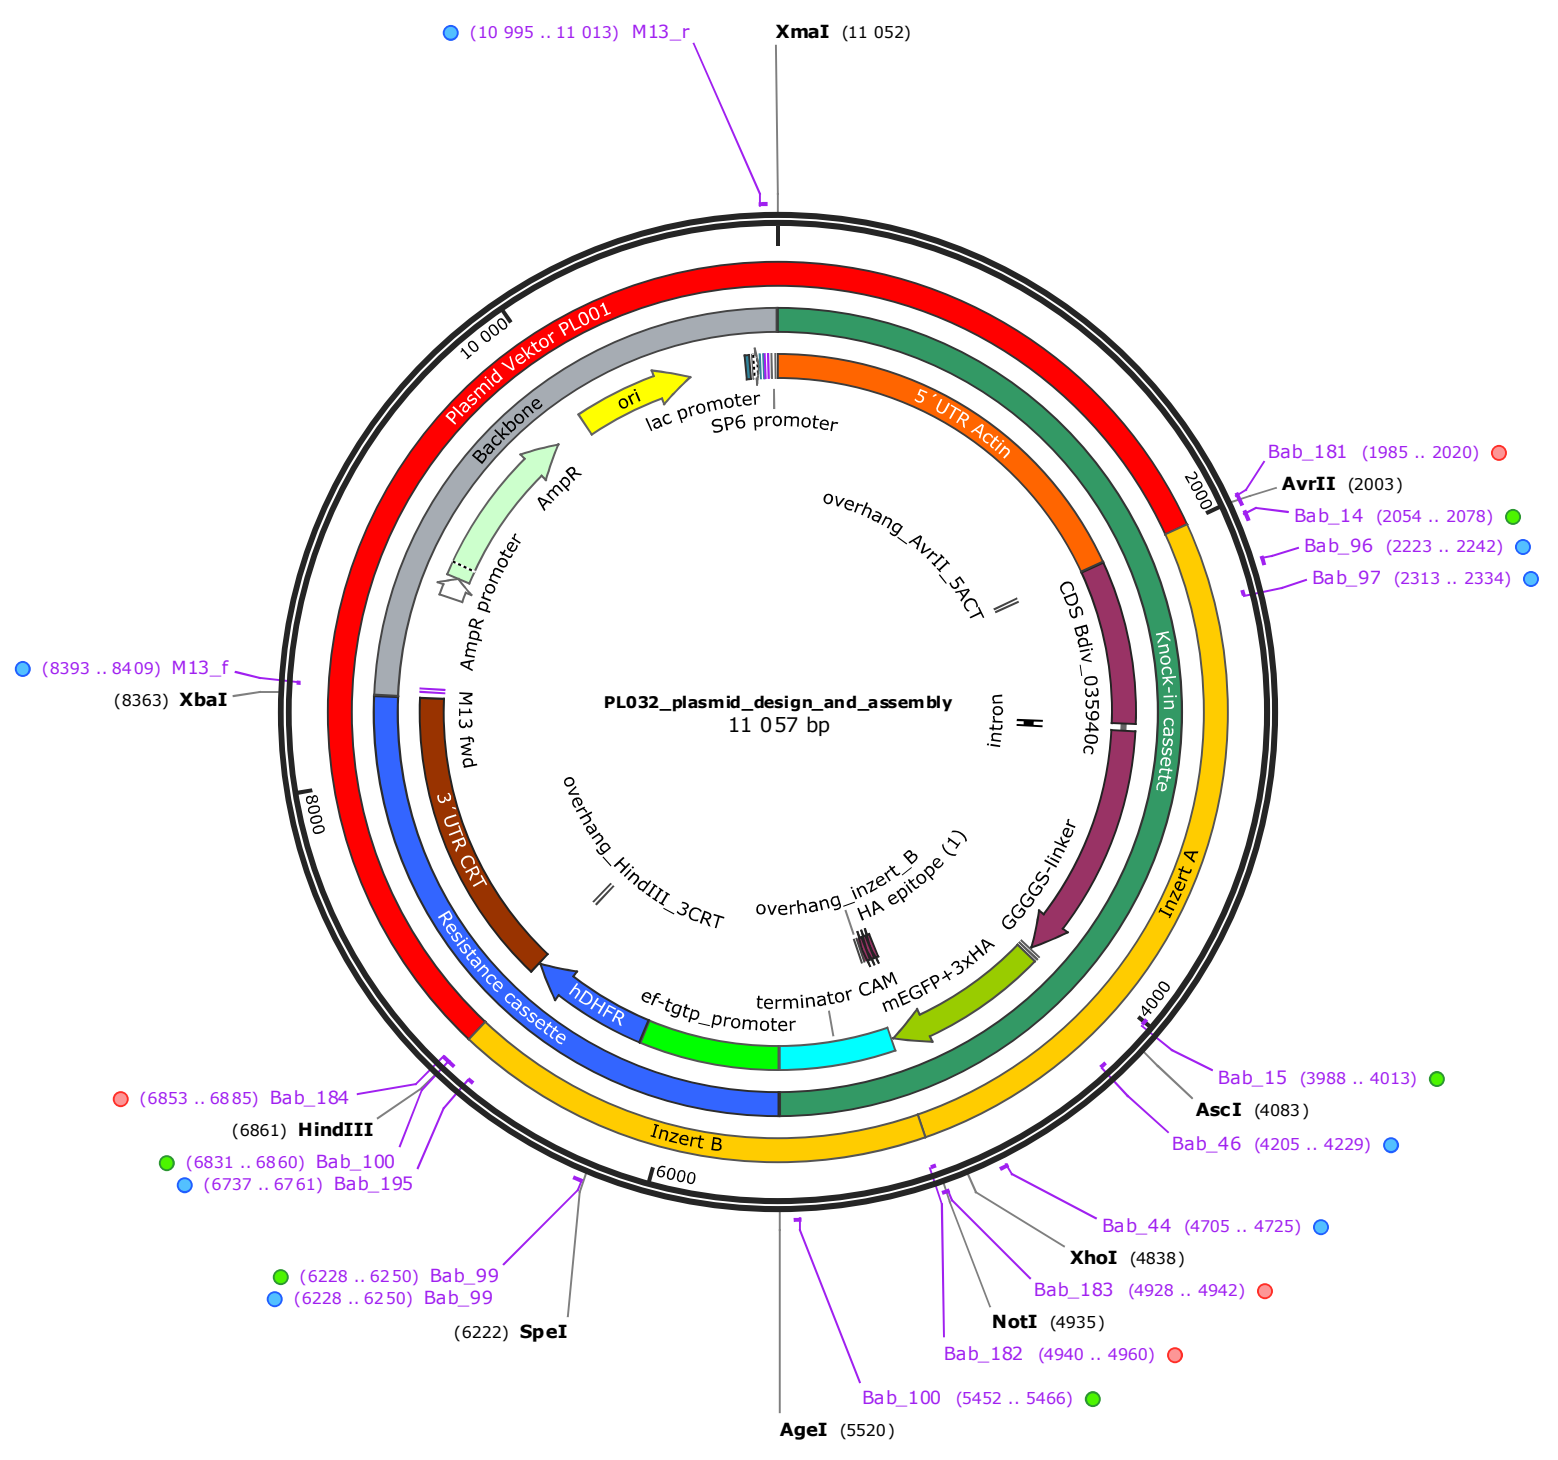 (10 995 .. 11 013) M13_r
XmaI (11 052)
Bab_181 (1985 .. 2020)
AvrII (2003)
Bab_14 (2054 .. 2078)
Bab_96 (2223 .. 2242)
Bab_97 (2313 .. 2334)
2000
10 000
Plasmid Vektor PL001
Backbone
5´UTR Actin
ori
lac promoter
SP6 promoter
AmpR
AmpR promoter
overhang_AvrII_5ACT
CDS Bdiv_035940c
Knock-in cassette
(8393 .. 8409) M13_f
(8363) XbaI
M13 fwd
PL032_plasmid_design_and_assembly
11 057 bp
intron
8000
3´UTR CRT
overhang_HindIII_3CRT
overhang_inzert_B
HA epitope (1)
GGGGS-linker
Inzert A
mEGFP+3xHA
terminator CAM
ef-tgtp_promoter
hDHFR
Resistance cassette
Inzert B
4000
6000
Bab_15 (3988 .. 4013)
AscI (4083)
Bab_46 (4205 .. 4229)
Bab_44 (4705 .. 4725)
XhoI (4838)
Bab_183 (4928 .. 4942)
NotI (4935)
Bab_182 (4940 .. 4960)
Bab_100 (5452 .. 5466)
AgeI (5520)
(6853 .. 6885) Bab_184
(6861) HindIII
(6831 .. 6860) Bab_100
(6737 .. 6761) Bab_195
(6228 .. 6250) Bab_99
(6228 .. 6250) Bab_99
(6222) SpeI